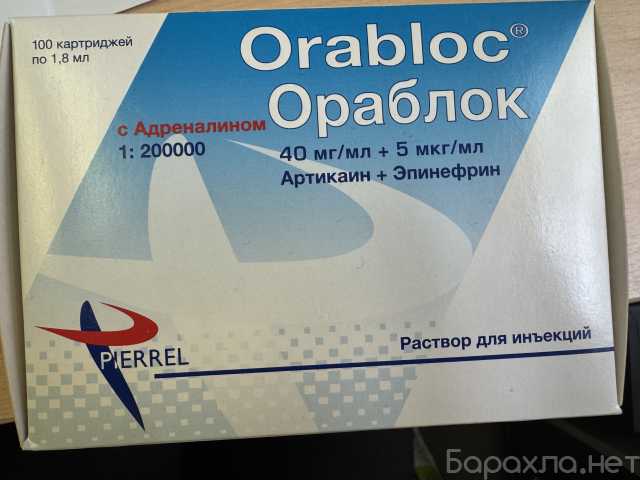 100 картриджей
по 1,8 мл
Orabloc®
Ораблок
с Адреналином
1: 200000
40 мг/мл + 5 мкг/мл
Артикаин + Эпинефрин
PIERREL
Раствор для инъекций
Барахла.нет